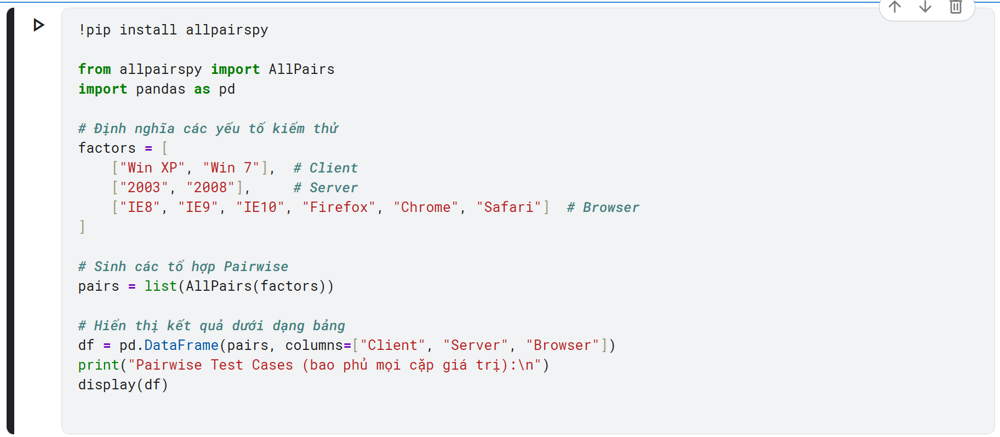 !pip install allpairspy
from allpairspy import AllPairs
import pandas as pd
# Định nghĩa các yếu tố kiểm thử
factors = [
    ["Win XP", "Win 7"],  # Client
    ["2003", "2008"],     # Server
    ["IE8", "IE9", "IE10", "Firefox", "Chrome", "Safari"]  # Browser
]
# Sinh các tổ hợp Pairwise
pairs = list(AllPairs(factors))
# Hiển thị kết quả dưới dạng bảng
df = pd.DataFrame(pairs, columns=["Client", "Server", "Browser"])
print("Pairwise Test Cases (bao phủ mọi cặp giá trị):\n")
display(df)